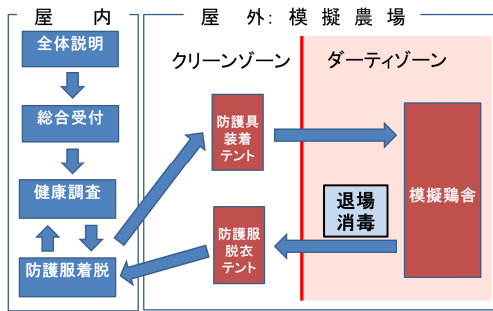 屋 内
全体説明
総合受付
健康調査
防護服着脱
屋 外: 模 擬 農 場
クリーンゾーン
ダーティゾーン
防護具
装着
テント
模擬鶏舎
退場
消毒
防護服
脱衣
テント